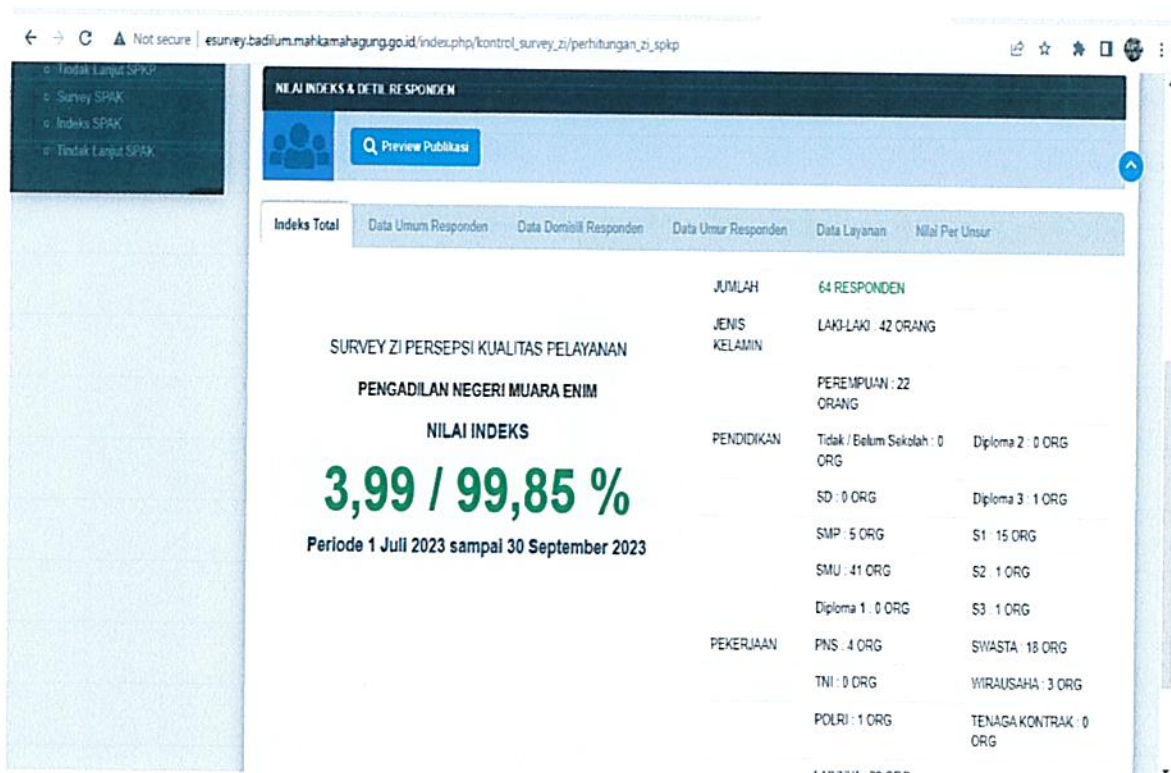 Not secure | esurvey.badilum.mahkamahagung.go.id/index.php/kontrol_survey_zi/perhitungan_zi_spkp
Tindak Lanjut SPKP
Survey SPAK
Indeks SPAK
Tindak Lanjut SPAK
NILAI INDEKS & DETIL RESPONDEN
Preview Publikasi
Indeks Total Data Umum Responden Data Domisili Responden Data Umur Responden Data Layanan Nilai Per Unsur
SURVEY ZI PERSEPSI KUALITAS PELAYANAN
PENGADILAN NEGERI MUARA ENIM
NILAI INDEKS
3,99 / 99,85 %
Periode 1 Juli 2023 sampai 30 September 2023
JUMLAH 64 RESPONDEN
JENIS KELAMIN LAKI-LAKI : 42 ORANG
PEREMPUAN : 22
ORANG
PENDIDIKAN Tidak / Belum Sekolah : 0 ORG Diploma 2 : 0 ORG
SD : 0 ORG Diploma 3 : 1 ORG
SMP : 5 ORG S1 : 15 ORG
SMU : 41 ORG S2 : 1 ORG
Diploma 1 : 0 ORG S3 : 1 ORG
PEKERJAAN PNS : 4 ORG SWASTA : 18 ORG
TNI : 0 ORG WIRAUSAHA : 3 ORG
POLRI : 1 ORG TENAGA KONTRAK : 0
ORG